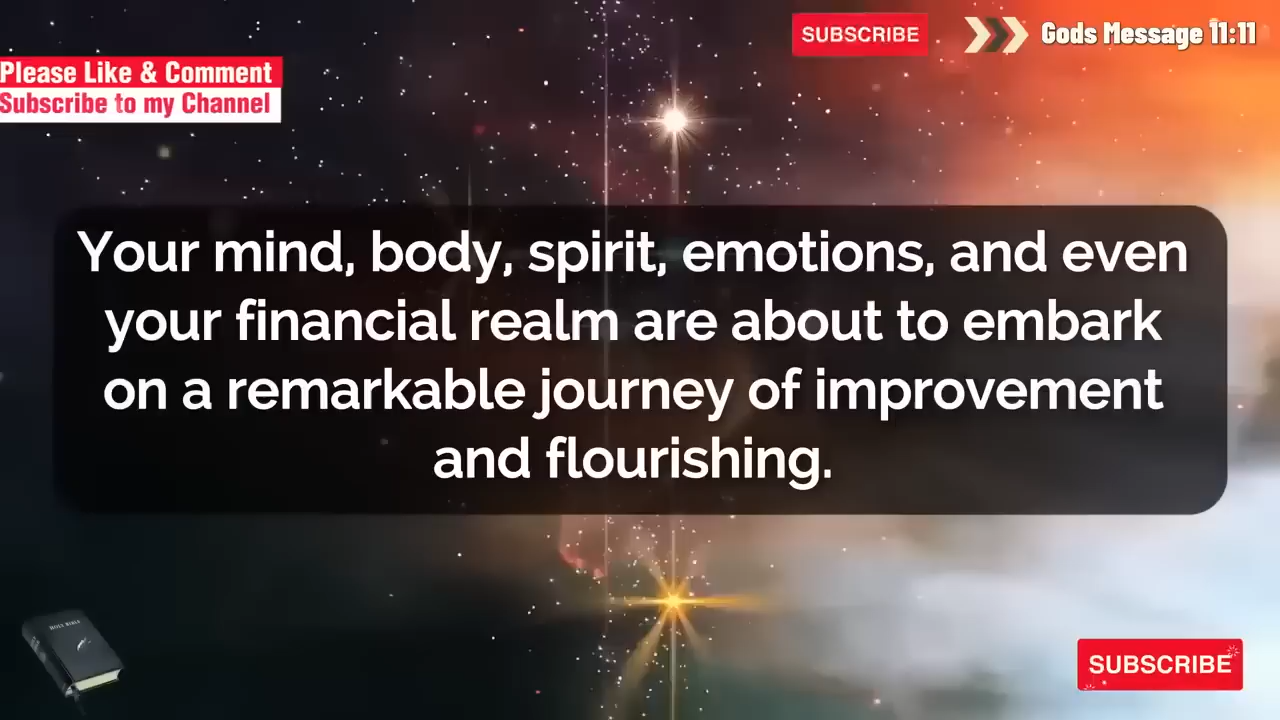 SUBSCRIBE
Gods Message 11:11
Please Like & Comment
Subscribe to my Channel
Your mind, body, spirit, emotions, and even
your financial realm are about to embark
on a remarkable journey of improvement
and flourishing.
HOLY BIBLE
SUBSCRIBE